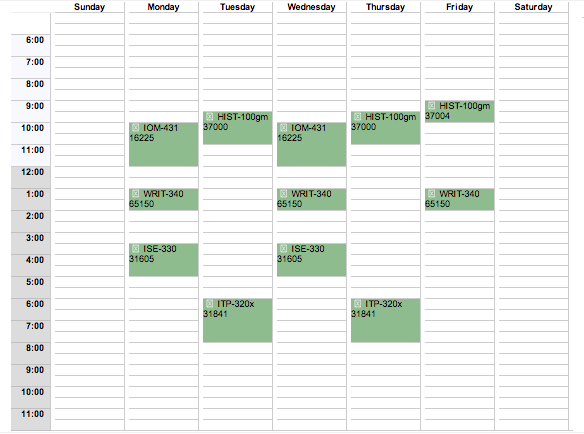 Sunday Monday Tuesday Wednesday Thursday Friday Saturday
6:00
7:00
8:00
9:00
HIST-100gm
37004
HIST-100gm
37000
HIST-100gm
37000
10:00
IOM-431
16225
IOM-431
16225
11:00
12:00
1:00
WRIT-340
65150
WRIT-340
65150
WRIT-340
65150
2:00
3:00
ISE-330
31605
ISE-330
31605
4:00
5:00
6:00
ITP-320x
31841
ITP-320x
31841
7:00
8:00
9:00
10:00
11:00